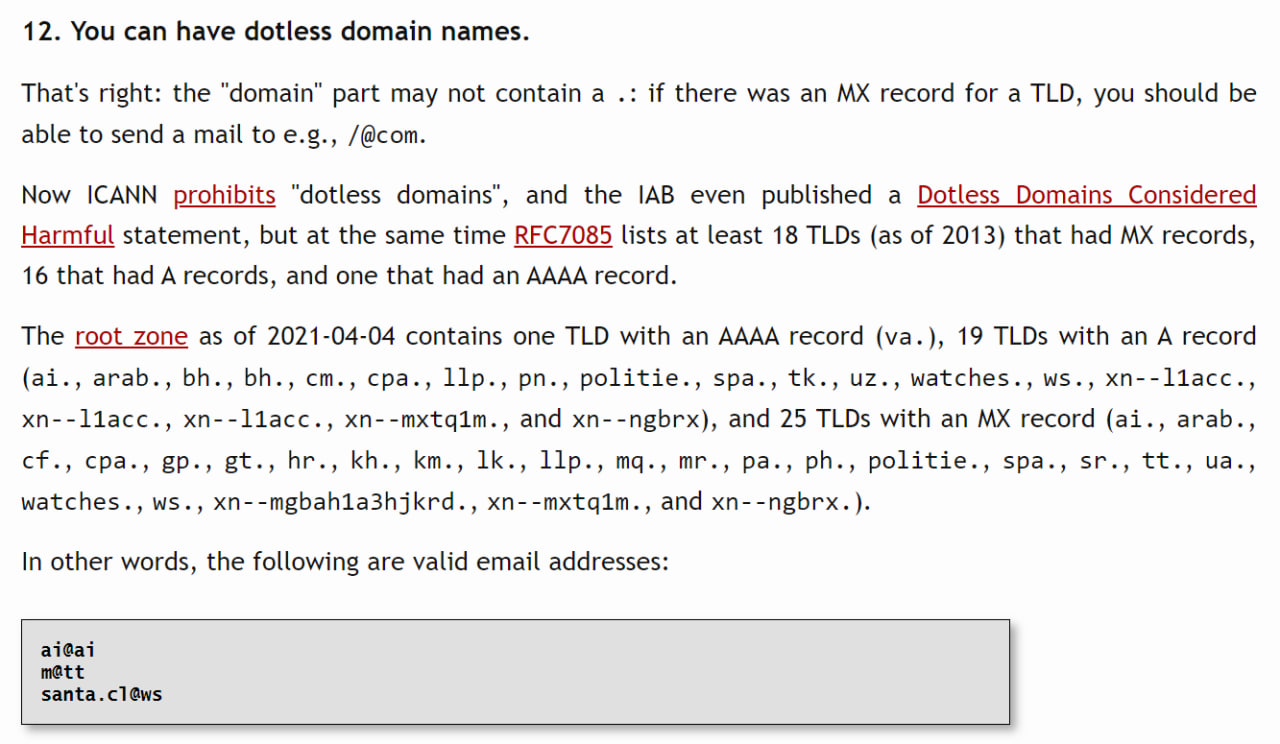 12. You can have dotless domain names.
That's right: the "domain" part may not contain a .: if there was an MX record for a TLD, you should be
able to send a mail to e.g., /@com.
Now ICANN prohibits "dotless domains", and the IAB even published a Dotless Domains Considered
Harmful statement, but at the same time RFC7085 lists at least 18 TLDs (as of 2013) that had MX records,
16 that had A records, and one that had an AAAA record.
The root zone as of 2021-04-04 contains one TLD with an AAAA record (va.), 19 TLDs with an A record
(ai., arab., bh., bh., cm., cpa., llp., pn., politie., spa., tk., uz., watches., ws., xn--l1acc.,
xn--l1acc., xn--l1acc., xn--mxtq1m., and xn--ngbrx), and 25 TLDs with an MX record (ai., arab.,
cf., cpa., gp., gt., hr., kh., km., lk., llp., mq., mr., pa., ph., politie., spa., sr., tt., ua.,
watches., ws., xn--mgbah1a3hjkrd., xn--mxtq1m., and xn--ngbrx.).
In other words, the following are valid email addresses:
ai@ai
m@tt
santa.cl@ws